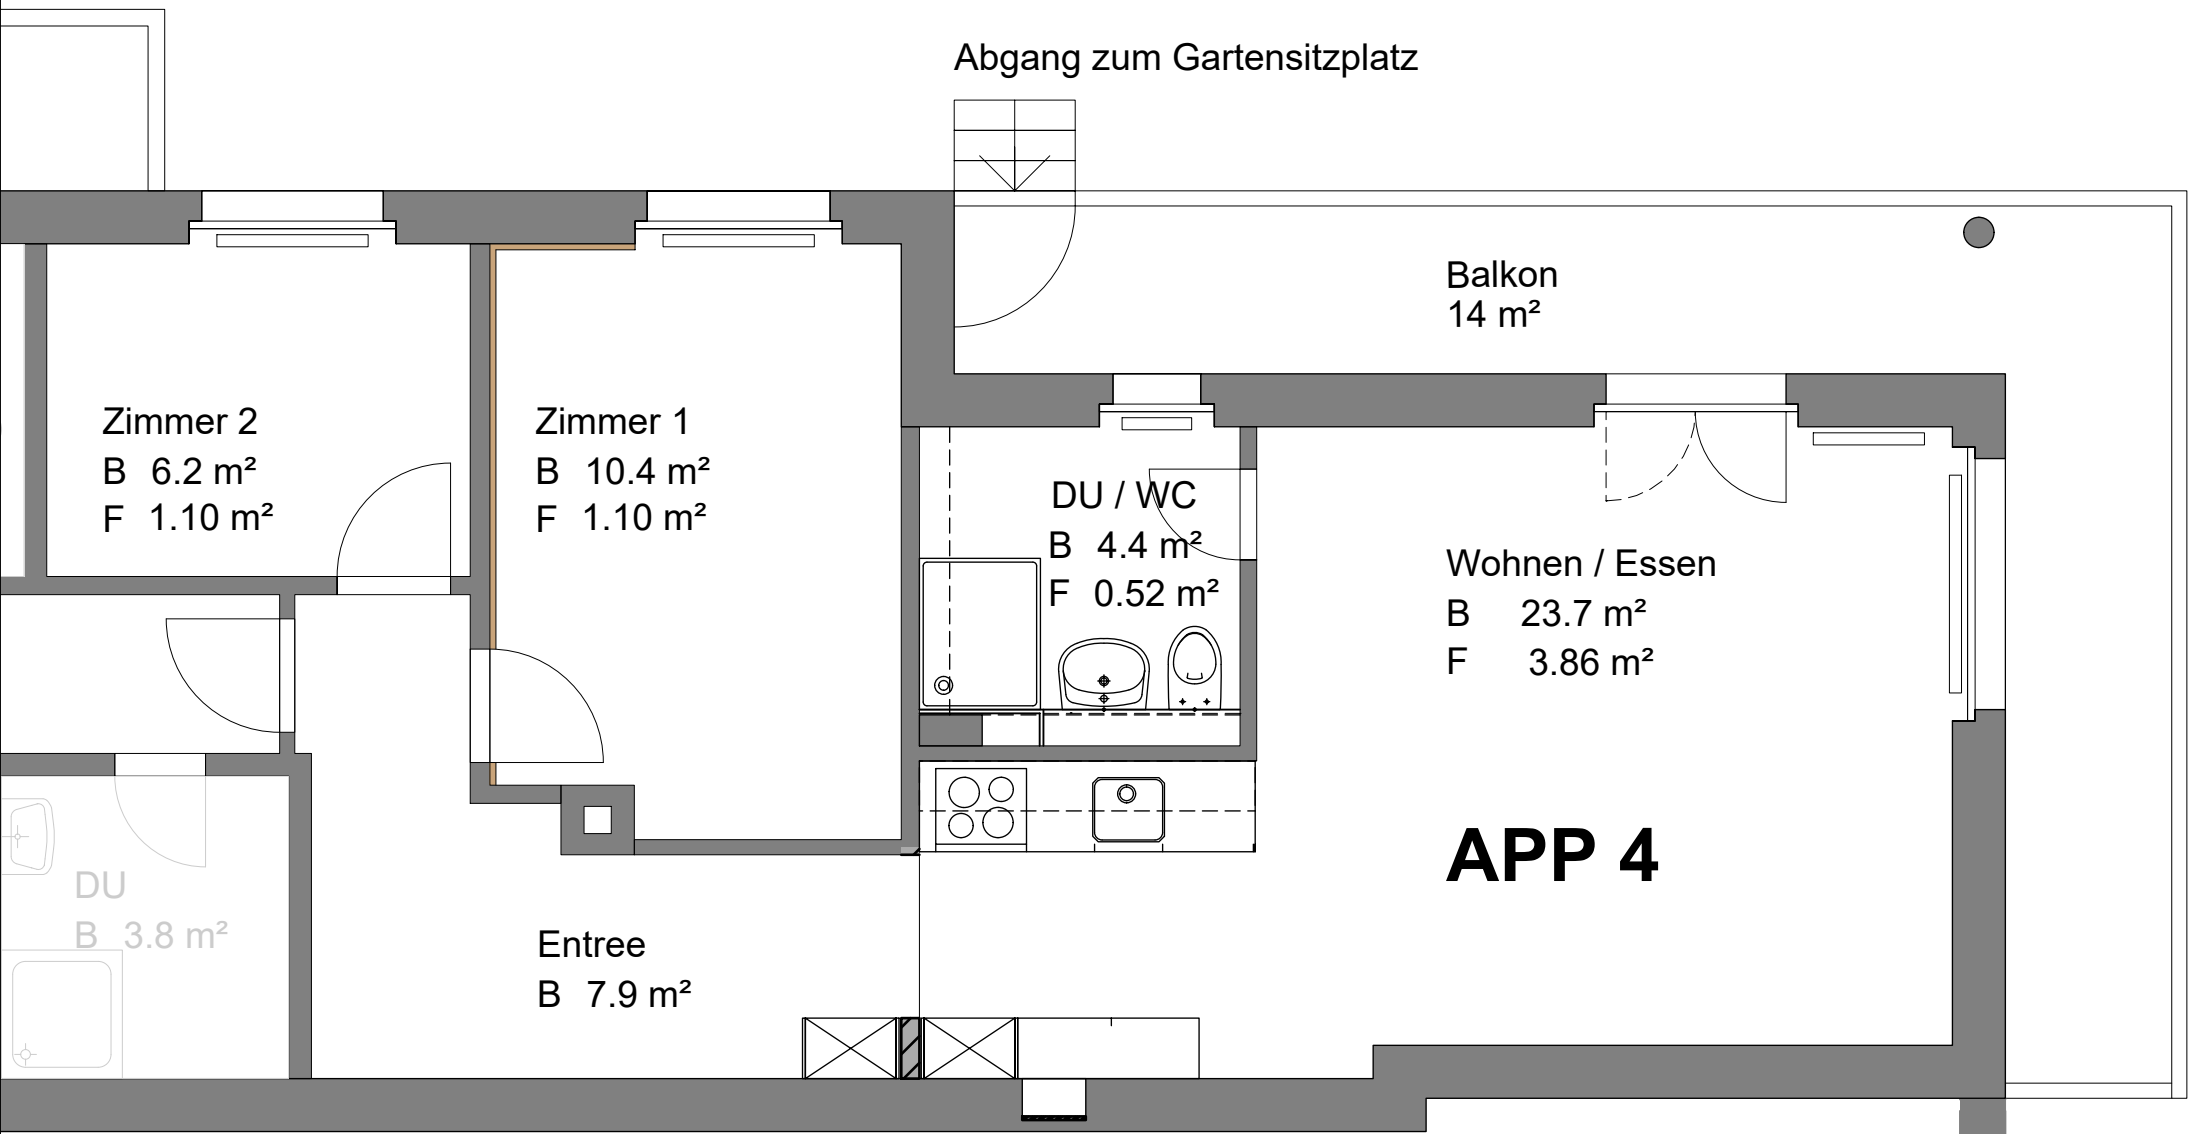 Abgang zum Gartensitzplatz
Balkon
14 m²
Zimmer 2
B 6.2 m²
F 1.10 m²
Zimmer 1
B 10.4 m²
F 1.10 m²
DU / WC
B 4.4 m²
F 0.52 m²
Wohnen / Essen
B 23.7 m²
F 3.86 m²
APP 4
DU
B 3.8 m²
Entree
B 7.9 m²